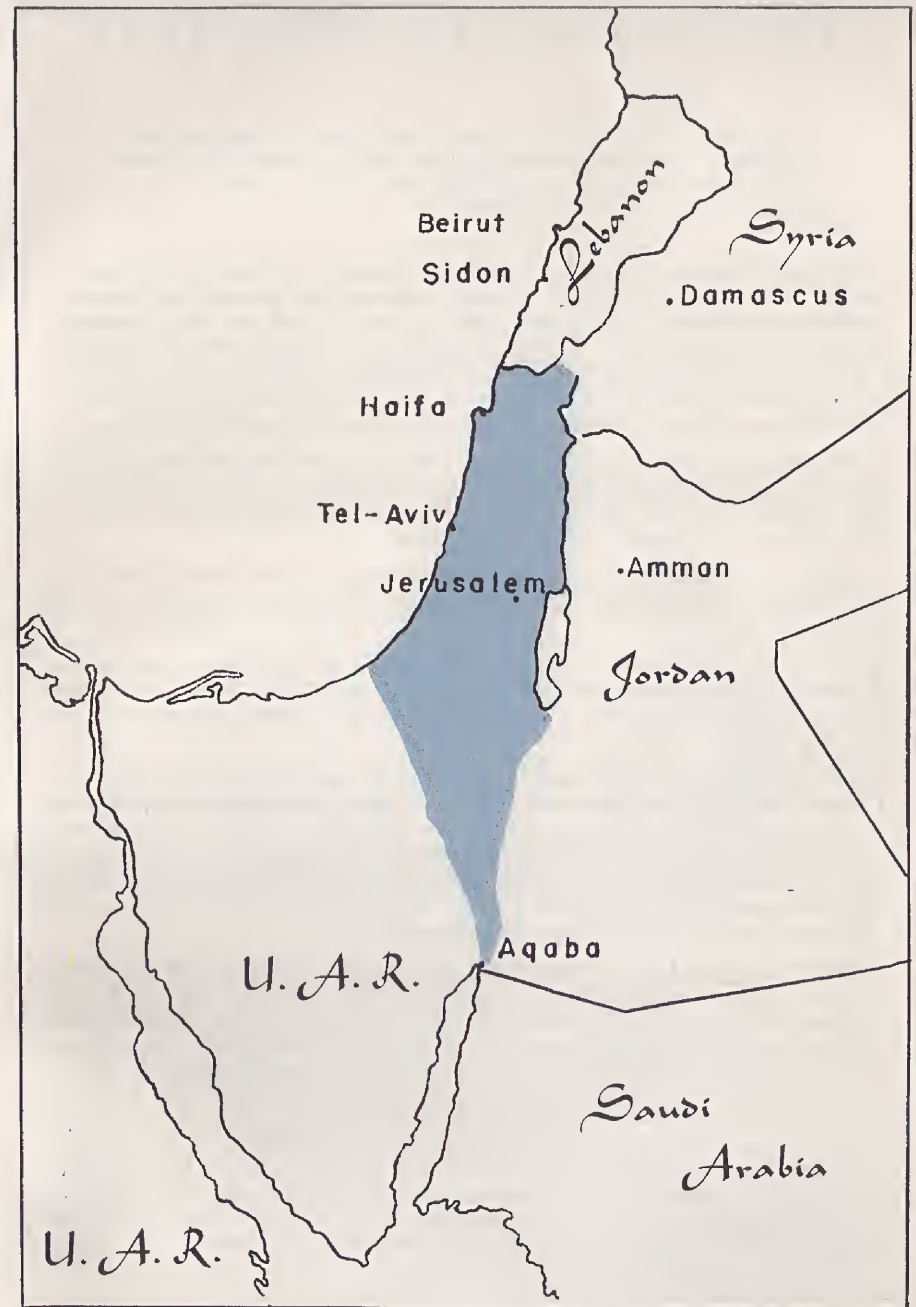 Lebanon
Beirut
Syria
Sidon
.Damascus
Haifa
Tel-Aviv
.Amman
Jerusalem
Jordan
Aqaba
U. A. R.
Saudi
Arabia
U. A. R.